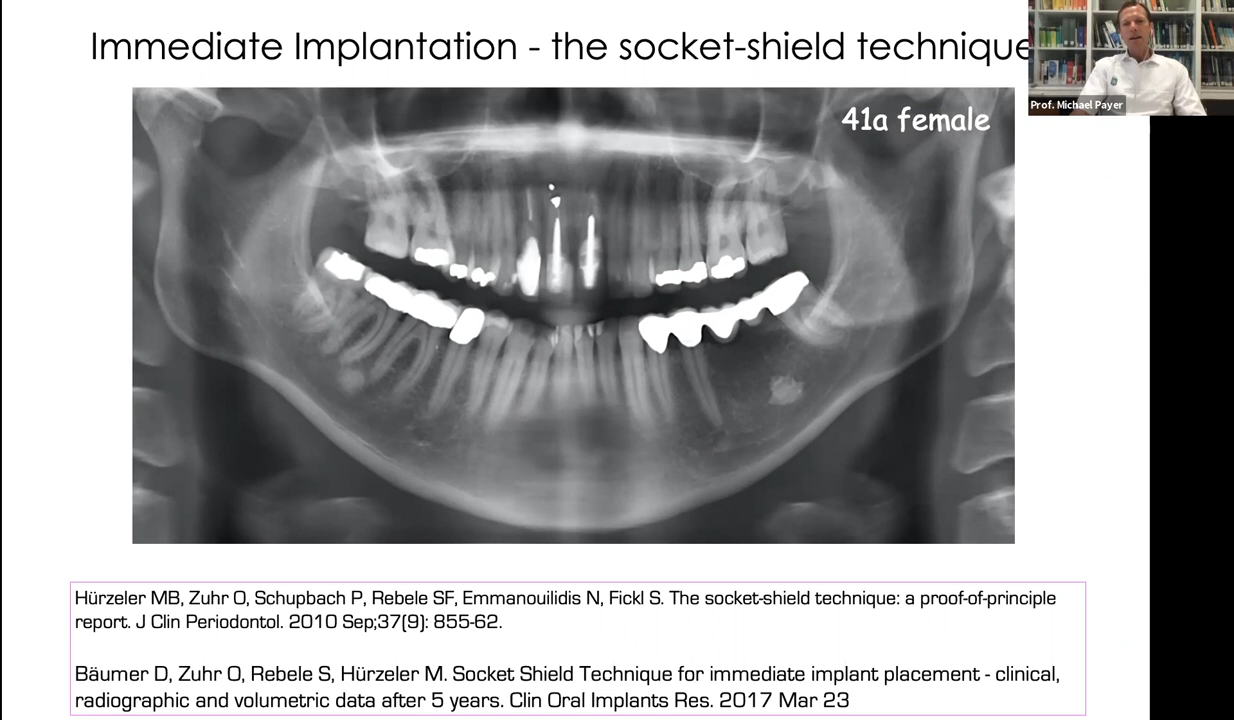 Immediate Implantation - the socket-shield technique
Prof. Michael Payer
41a female
Hürzeler MB, Zuhr O, Schupbach P, Rebele SF, Emmanouilidis N, Fickl S. The socket-shield technique: a proof-of-principle
report. J Clin Periodontol. 2010 Sep;37(9): 855-62.
Bäumer D, Zuhr O, Rebele S, Hürzeler M. Socket Shield Technique for immediate implant placement - clinical,
radiographic and volumetric data after 5 years. Clin Oral Implants Res. 2017 Mar 23